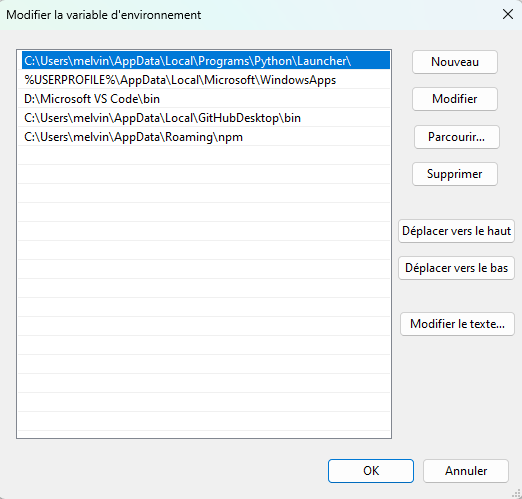 Modifier la variable d'environnement
C:\Users\melvin\AppData\Local\Programs\Python\Launcher\
%USERPROFILE%\AppData\Local\Microsoft\WindowsApps
D:\Microsoft VS Code\bin
C:\Users\melvin\AppData\Local\GitHubDesktop\bin
C:\Users\melvin\AppData\Roaming\npm
Nouveau
Modifier
Parcourir...
Supprimer
Déplacer vers le haut
Déplacer vers le bas
Modifier le texte...
OK
Annuler